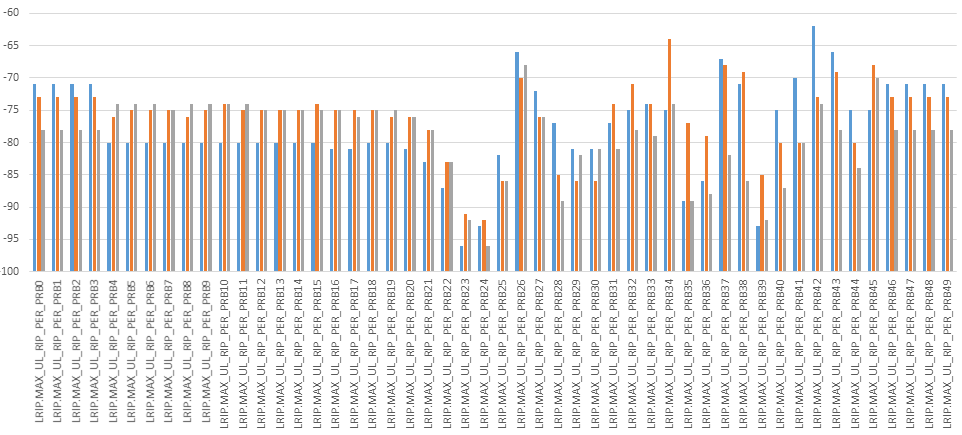 -60
-65
-70
-75
-80
-85
-90
-95
-100
LRIP.MAX_UL_RIP_PER_PRB0
LRIP.MAX_UL_RIP_PER_PRB1
LRIP.MAX_UL_RIP_PER_PRB2
LRIP.MAX_UL_RIP_PER_PRB3
LRIP.MAX_UL_RIP_PER_PRB4
LRIP.MAX_UL_RIP_PER_PRB5
LRIP.MAX_UL_RIP_PER_PRB6
LRIP.MAX_UL_RIP_PER_PRB7
LRIP.MAX_UL_RIP_PER_PRB8
LRIP.MAX_UL_RIP_PER_PRB9
LRIP.MAX_UL_RIP_PER_PRB10
LRIP.MAX_UL_RIP_PER_PRB11
LRIP.MAX_UL_RIP_PER_PRB12
LRIP.MAX_UL_RIP_PER_PRB13
LRIP.MAX_UL_RIP_PER_PRB14
LRIP.MAX_UL_RIP_PER_PRB15
LRIP.MAX_UL_RIP_PER_PRB16
LRIP.MAX_UL_RIP_PER_PRB17
LRIP.MAX_UL_RIP_PER_PRB18
LRIP.MAX_UL_RIP_PER_PRB19
LRIP.MAX_UL_RIP_PER_PRB20
LRIP.MAX_UL_RIP_PER_PRB21
LRIP.MAX_UL_RIP_PER_PRB22
LRIP.MAX_UL_RIP_PER_PRB23
LRIP.MAX_UL_RIP_PER_PRB24
LRIP.MAX_UL_RIP_PER_PRB25
LRIP.MAX_UL_RIP_PER_PRB26
LRIP.MAX_UL_RIP_PER_PRB27
LRIP.MAX_UL_RIP_PER_PRB28
LRIP.MAX_UL_RIP_PER_PRB29
LRIP.MAX_UL_RIP_PER_PRB30
LRIP.MAX_UL_RIP_PER_PRB31
LRIP.MAX_UL_RIP_PER_PRB32
LRIP.MAX_UL_RIP_PER_PRB33
LRIP.MAX_UL_RIP_PER_PRB34
LRIP.MAX_UL_RIP_PER_PRB35
LRIP.MAX_UL_RIP_PER_PRB36
LRIP.MAX_UL_RIP_PER_PRB37
LRIP.MAX_UL_RIP_PER_PRB38
LRIP.MAX_UL_RIP_PER_PRB39
LRIP.MAX_UL_RIP_PER_PRB40
LRIP.MAX_UL_RIP_PER_PRB41
LRIP.MAX_UL_RIP_PER_PRB42
LRIP.MAX_UL_RIP_PER_PRB43
LRIP.MAX_UL_RIP_PER_PRB44
LRIP.MAX_UL_RIP_PER_PRB45
LRIP.MAX_UL_RIP_PER_PRB46
LRIP.MAX_UL_RIP_PER_PRB47
LRIP.MAX_UL_RIP_PER_PRB48
LRIP.MAX_UL_RIP_PER_PRB49